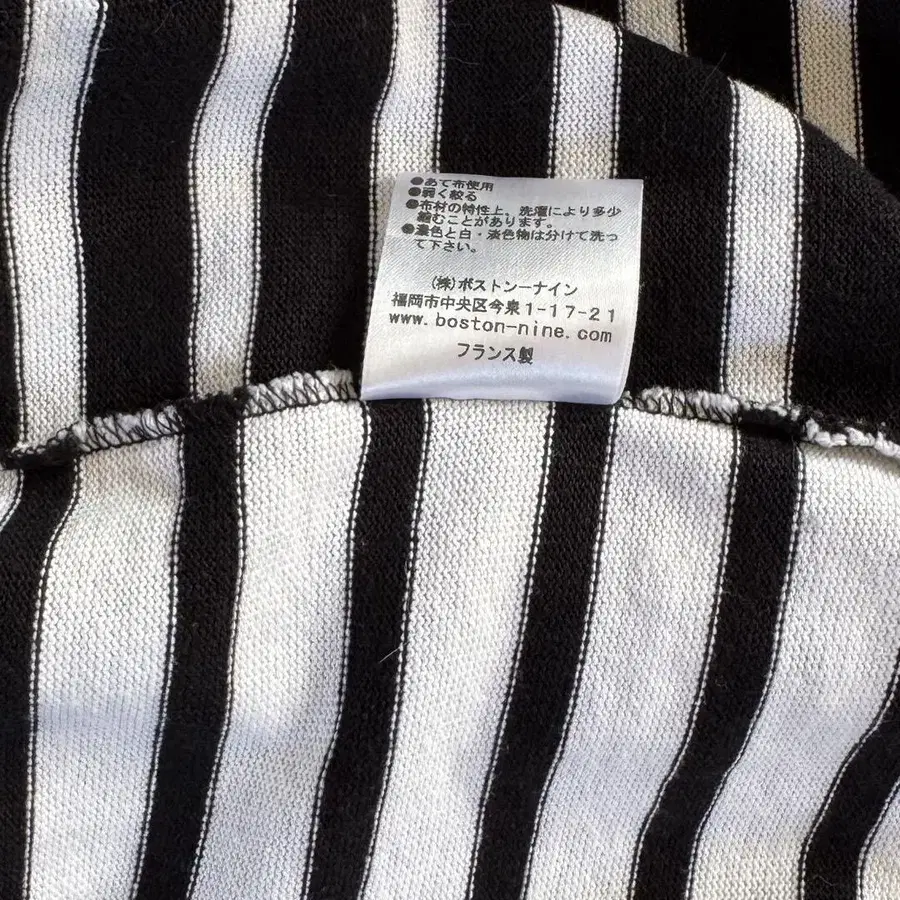 ●あて布使用
●弱く絞る
●布材の特性上、洗濯により多少
縮むことがあります。
●濃色と白・淡色物は分けて洗っ
て下さい。
(株)ボストンーナイン
福岡市中央区今泉1-17-21
www.boston-nine.com
フランス製